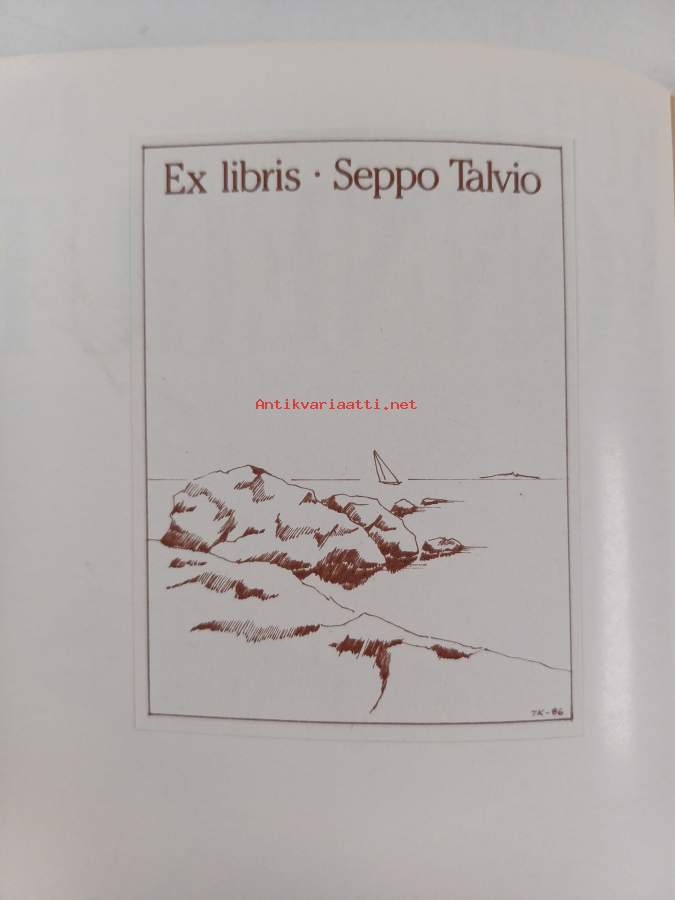 Ex libris · Seppo Talvio
Antikvariaatti.net
TK-86